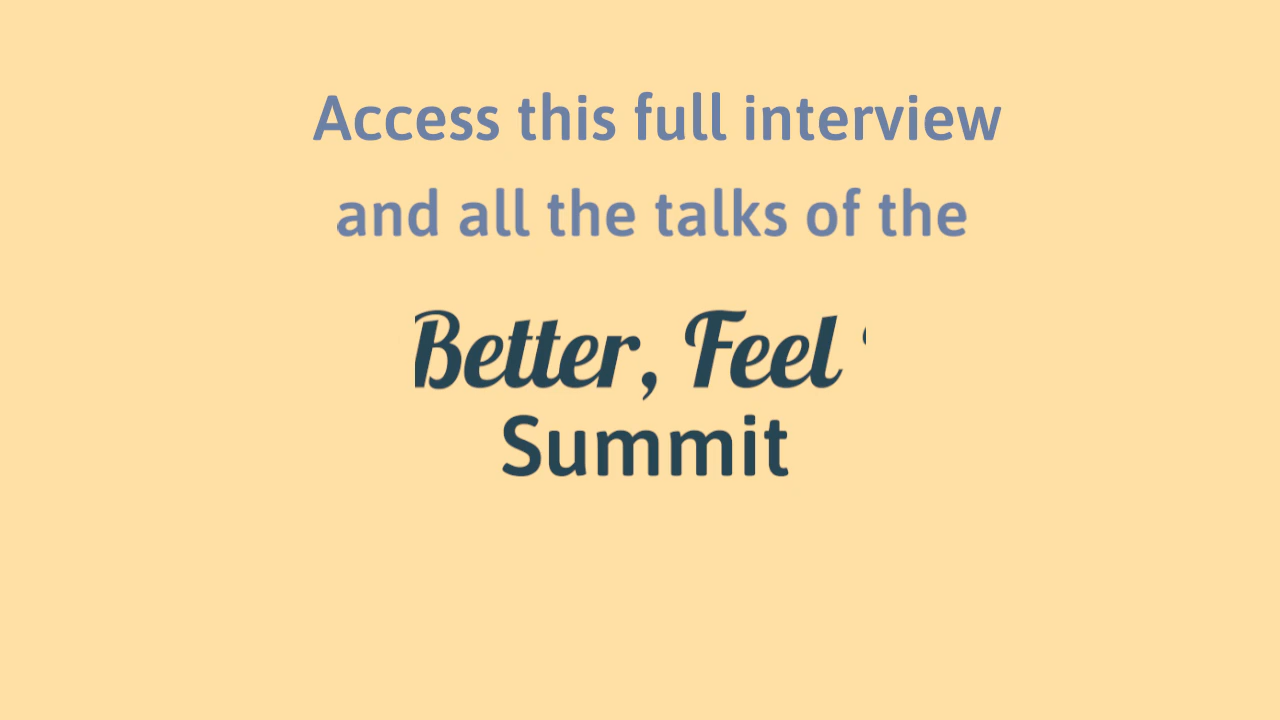 Access this full interview
and all the talks of the
Better, Feel
Summit